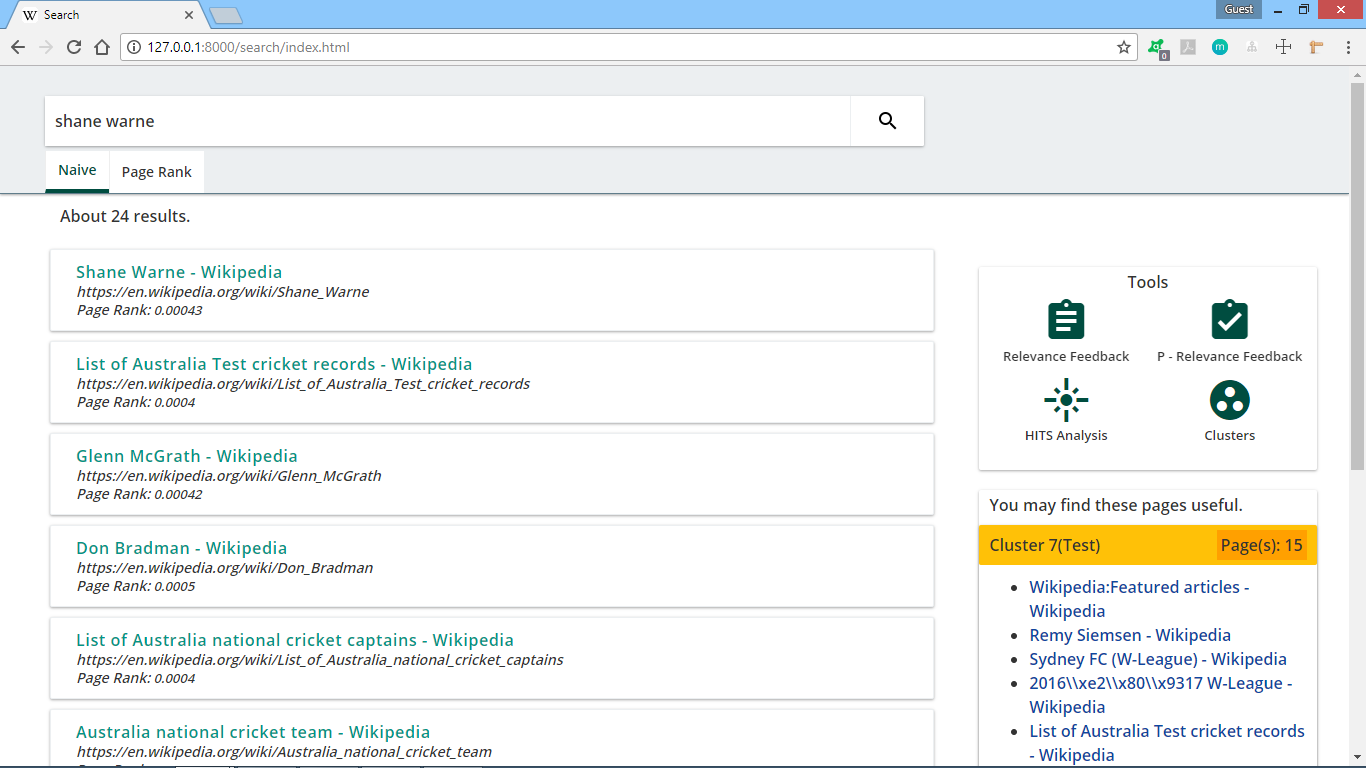 Search
Guest
127.0.0.1:8000/search/index.html
0
m
shane warne
Naive
Page Rank
About 24 results.
Shane Warne - Wikipedia
https://en.wikipedia.org/wiki/Shane_Warne
Page Rank: 0.00043
List of Australia Test cricket records - Wikipedia
https://en.wikipedia.org/wiki/List_of_Australia_Test_cricket_records
Page Rank: 0.0004
Glenn McGrath - Wikipedia
https://en.wikipedia.org/wiki/Glenn_McGrath
Page Rank: 0.00042
Don Bradman - Wikipedia
https://en.wikipedia.org/wiki/Don_Bradman
Page Rank: 0.0005
List of Australia national cricket captains - Wikipedia
https://en.wikipedia.org/wiki/List_of_Australia_national_cricket_captains
Page Rank: 0.0004
Australia national cricket team - Wikipedia
https://en.wikipedia.org/wiki/Australia_national_cricket_team
Tools
Relevance Feedback
P - Relevance Feedback
HITS Analysis
Clusters
You may find these pages useful.
Cluster 7(Test)
Page(s): 15
Wikipedia:Featured articles -
Wikipedia
Remy Siemsen - Wikipedia
Sydney FC (W-League) - Wikipedia
2016\\xe2\\x80\\x9317 W-League -
Wikipedia
List of Australia Test cricket records
- Wikipedia